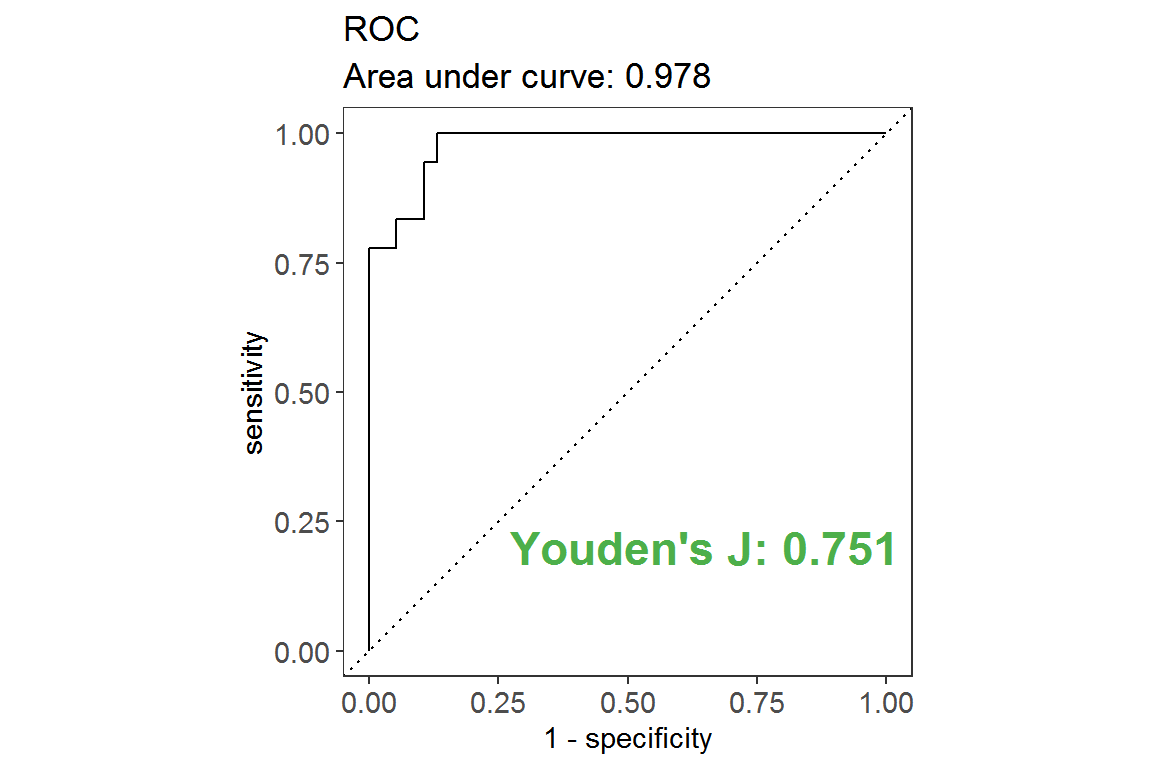 ROC
Area under curve: 0.978
1.00
0.75
0.50
0.25
0.00
sensitivity
Youden's J: 0.751
0.00 0.25 0.50 0.75 1.00
1 - specificity